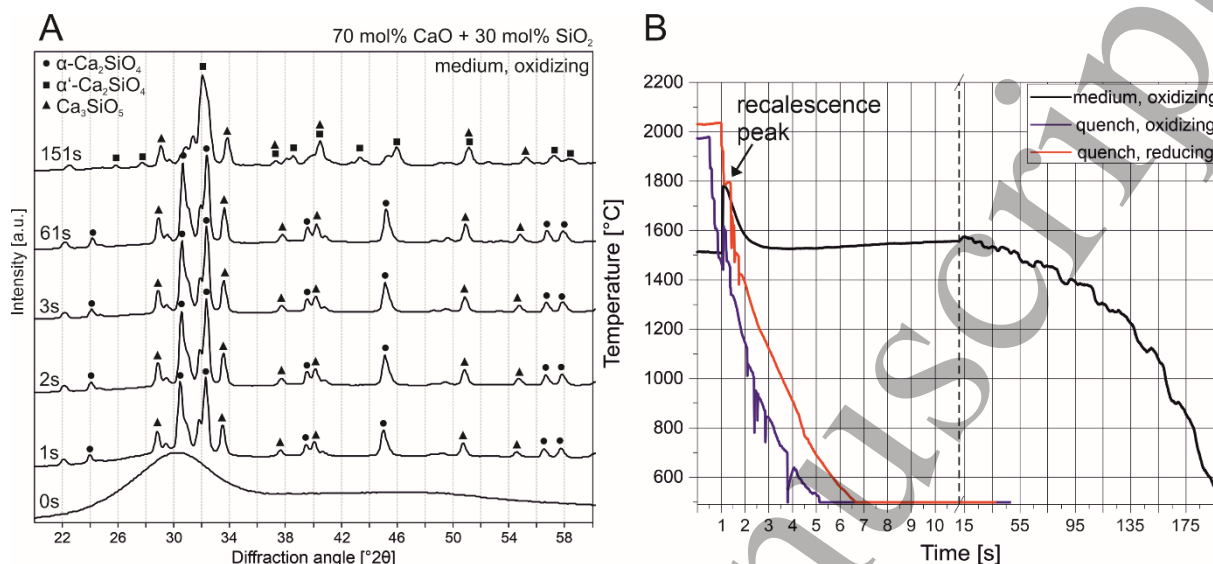 A
70 mol% CaO + 30 mol% SiO₂
medium, oxidizing
● α-Ca₂SiO₄
■ α'-Ca₂SiO₄
▲ Ca₃SiO₅
151s
61s
3s
2s
1s
0s
Intensity [a.u.]
22 26 30 34 38 42 46 50 54 58
Diffraction angle [°2θ]
B
2200
2000
1800
1600
1400
1200
1000
800
600
Temperature [°C]
recalescence
peak
medium, oxidizing
quench, oxidizing
quench, reducing
1 2 3 4 5 6 7 8 9 10 15 55 95 135 175
Time [s]
nuscrip